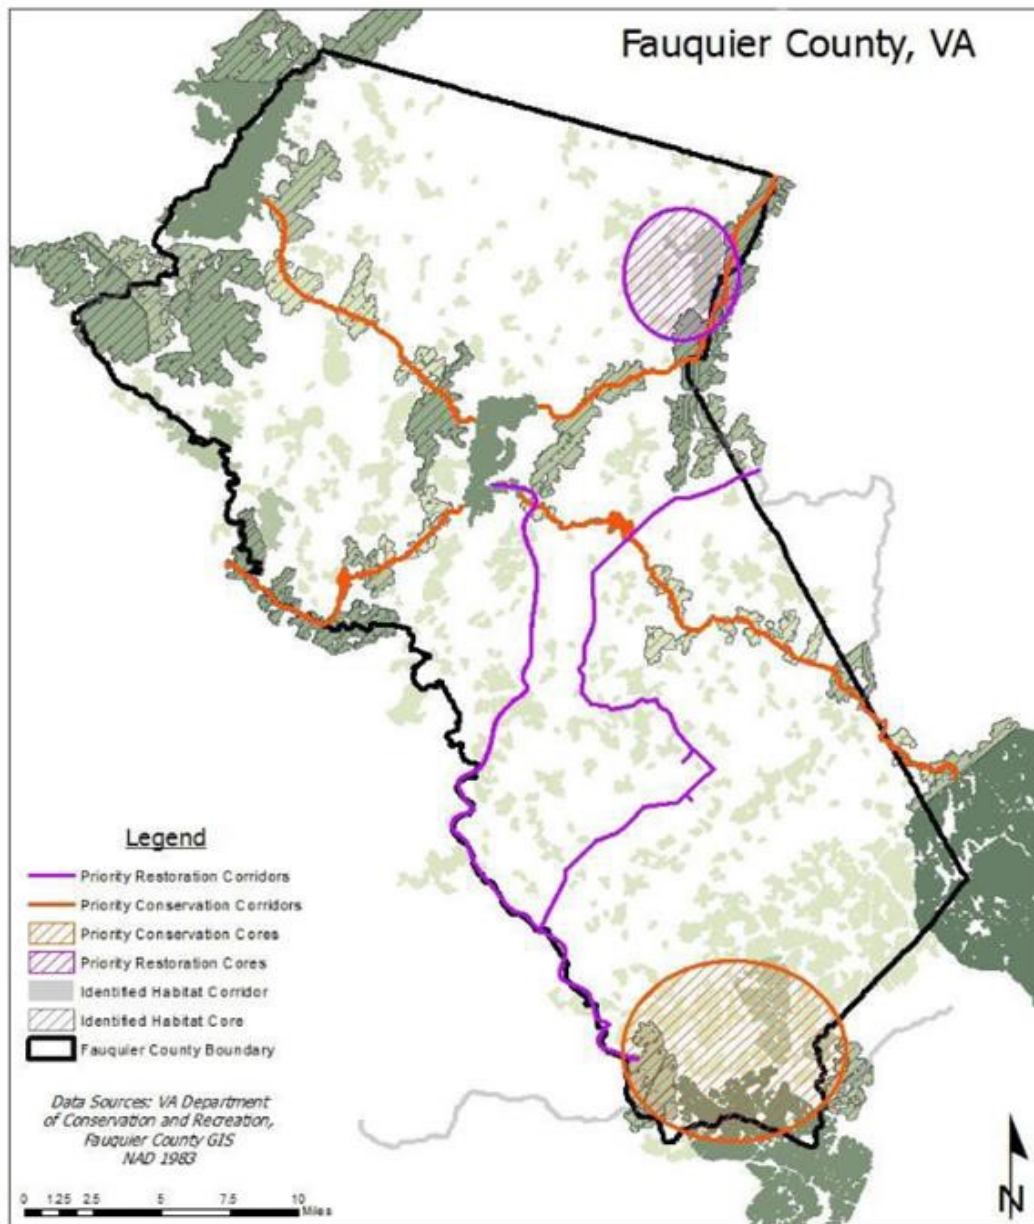 Fauquier County, VA
Legend
Priority Restoration Corridors
Priority Conservation Corridors
Priority Conservation Cores
Priority Restoration Cores
Identified Habitat Corridor
Identified Habitat Core
Fauquier County Boundary
Data Sources: VA Department
of Conservation and Recreation,
Fauquier County GIS
NAD 1983
0 1.25 2.5 5 7.5 10
Miles
N